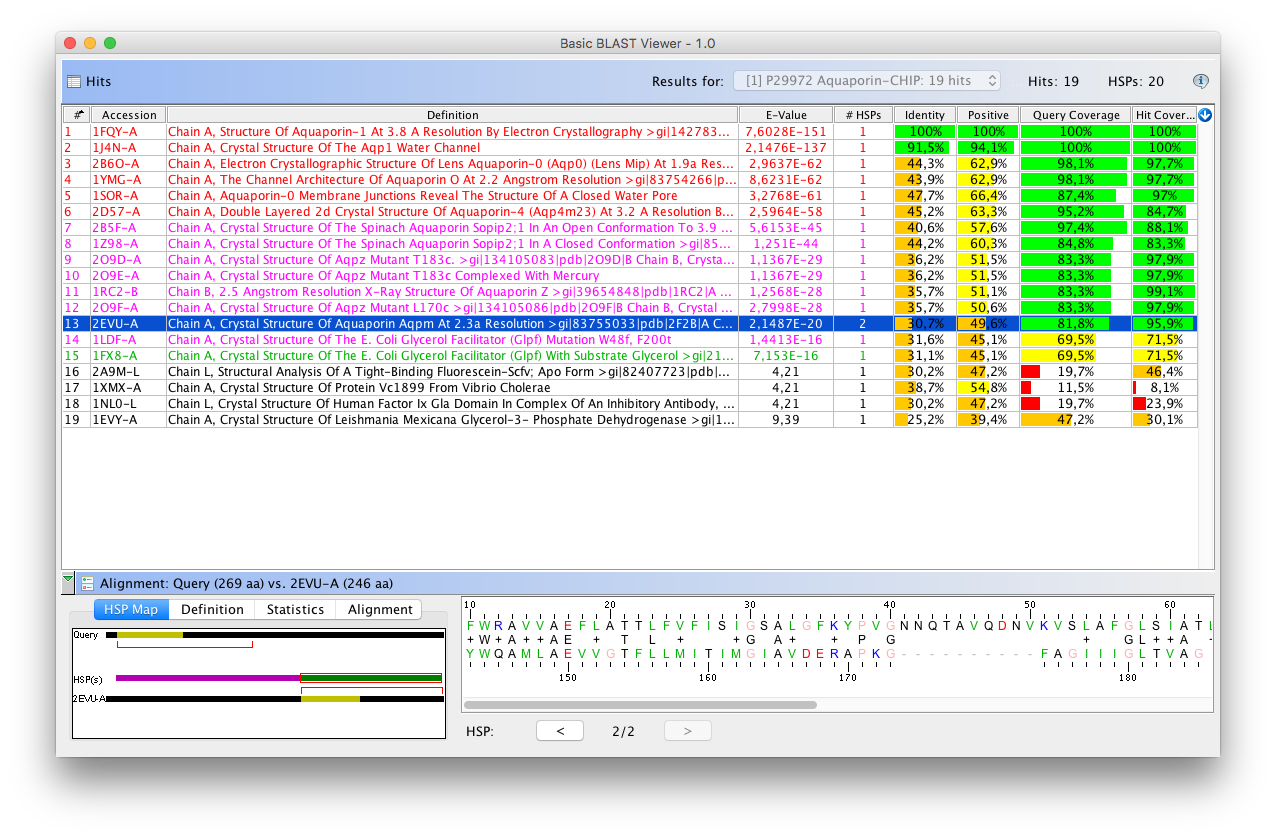 Basic BLAST Viewer - 1.0
Hits Results for: [1] P29972 Aquaporin-CHIP: 19 hits Hits: 19 HSPs: 20
# Accession Definition E-Value # HSPs Identity Positive Query Coverage Hit Cover...
1 1FQY-A Chain A, Structure Of Aquaporin-1 At 3.8 A Resolution By Electron Crystallography >gi|142783... 7,6028E-151 1 100% 100% 100% 100%
2 1J4N-A Chain A, Crystal Structure Of The Aqp1 Water Channel 2,1476E-137 1 91,5% 94,1% 100% 100%
3 2B6O-A Chain A, Electron Crystallographic Structure Of Lens Aquaporin-0 (Aqp0) (Lens Mip) At 1.9a Res... 2,9637E-62 1 44,3% 62,9% 98,1% 97,7%
4 1YMG-A Chain A, The Channel Architecture Of Aquaporin O At 2.2 Angstrom Resolution >gi|83754266|p... 8,6231E-62 1 43,9% 62,9% 98,1% 97,7%
5 1SOR-A Chain A, Aquaporin-0 Membrane Junctions Reveal The Structure Of A Closed Water Pore 3,2768E-61 1 47,7% 66,4% 87,4% 97%
6 2D57-A Chain A, Double Layered 2d Crystal Structure Of Aquaporin-4 (Aqp4m23) At 3.2 A Resolution B... 2,5964E-58 1 45,2% 63,3% 95,2% 84,7%
7 2B5F-A Chain A, Crystal Structure Of The Spinach Aquaporin Sopip2;1 In An Open Conformation To 3.9 ... 5,6153E-45 1 40,6% 57,6% 97,4% 88,1%
8 1Z98-A Chain A, Crystal Structure Of The Spinach Aquaporin Sopip2;1 In A Closed Conformation >gi|85... 1,251E-44 1 44,2% 60,3% 84,8% 83,3%
9 2O9D-A Chain A, Crystal Structure Of Aqpz Mutant T183c. >gi|134105083|pdb|2O9D|B Chain B, Crysta... 1,1367E-29 1 36,2% 51,5% 83,3% 97,9%
10 2O9E-A Chain A, Crystal Structure Of Aqpz Mutant T183c Complexed With Mercury 1,1367E-29 1 36,2% 51,5% 83,3% 97,9%
11 1RC2-B Chain B, 2.5 Angstrom Resolution X-Ray Structure Of Aquaporin Z >gi|39654848|pdb|1RC2|A ... 1,2568E-28 1 35,7% 51,1% 83,3% 99,1%
12 2O9F-A Chain A, Crystal Structure Of Aqpz Mutant L170c >gi|134105086|pdb|2O9F|B Chain B, Crystal ... 2,7998E-28 1 35,7% 50,6% 83,3% 97,9%
13 2EVU-A Chain A, Crystal Structure Of Aquaporin Aqpm At 2.3a Resolution >gi|83755033|pdb|2F2B|A C... 2,1487E-20 2 30,7% 49,6% 81,8% 95,9%
14 1LDF-A Chain A, Crystal Structure Of The E. Coli Glycerol Facilitator (Glpf) Mutation W48f, F200t 1,4413E-16 1 31,6% 45,1% 69,5% 71,5%
15 1FX8-A Chain A, Crystal Structure Of The E. Coli Glycerol Facilitator (Glpf) With Substrate Glycerol >gi|21... 7,153E-16 1 31,1% 45,1% 69,5% 71,5%
16 2A9M-L Chain L, Structural Analysis Of A Tight-Binding Fluorescein-Scfv; Apo Form >gi|82407723|pdb|... 4,21 1 30,2% 47,2% 19,7% 46,4%
17 1XMX-A Chain A, Crystal Structure Of Protein Vc1899 From Vibrio Cholerae 4,21 1 38,7% 54,8% 11,5% 8,1%
18 1NL0-L Chain L, Crystal Structure Of Human Factor Ix Gla Domain In Complex Of An Inhibitory Antibody, ... 4,21 1 30,2% 47,2% 19,7% 23,9%
19 1EVY-A Chain A, Crystal Structure Of Leishmania Mexicana Glycerol-3- Phosphate Dehydrogenase >gi|1... 9,39 1 25,2% 39,4% 47,2% 30,1%
Alignment: Query (269 aa) vs. 2EVU-A (246 aa)
HSP Map Definition Statistics Alignment
Query
HSP(s)
2EVU-A
10 20 30 40 50 60
F W R A V V A E F L A T T L F V F I S I G S A L G F K Y P V G N N Q T A V Q D N V K V S L A F G L S I A T L
+ W + A + + A E + T L + + G A + + P G + G L + + A
Y W Q A M L A E V V G T F L L M I T I M G I A V D E R A P K G - - - - - - - - - - F A G I I I G L T V A G
150 160 170 180
HSP: < 2/2 >